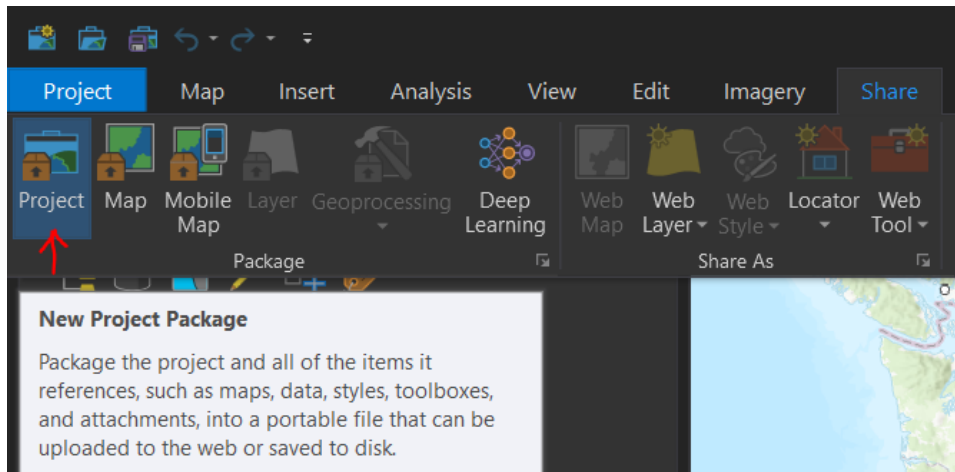 Project Map Insert Analysis View Edit Imagery Share
Project Map Mobile Map Layer Geoprocessing Deep Learning Web Map Web Layer Web Style Locator Web Tool
Package Share As
New Project Package
Package the project and all of the items it
references, such as maps, data, styles, toolboxes,
and attachments, into a portable file that can be
uploaded to the web or saved to disk.